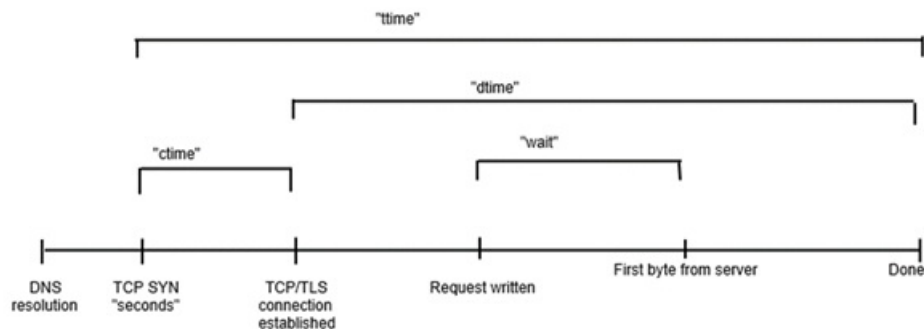 "ttime"
"dtime"
"ctime"
"wait"
DNS
resolution
TCP SYN
"seconds"
TCP/TLS
connection
established
Request written
First byte from server
Done